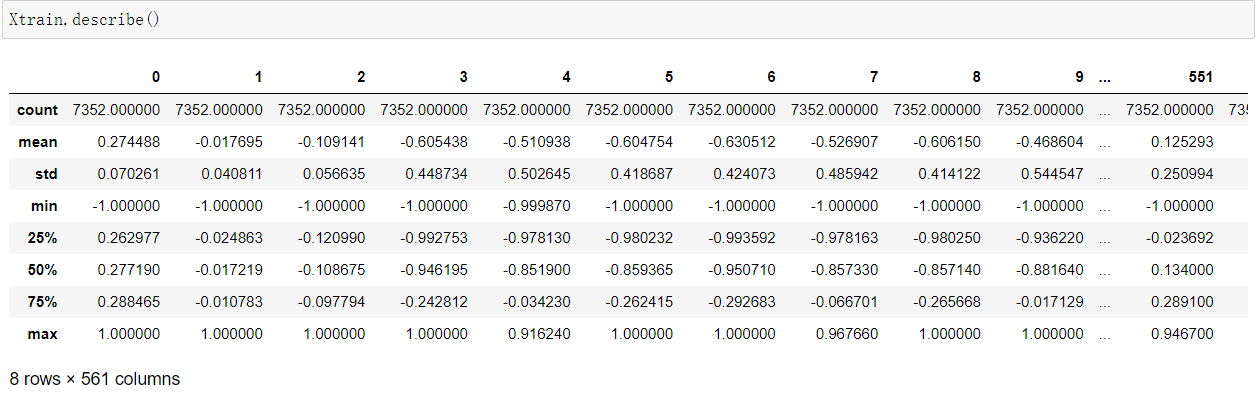 Xtrain.describe()
0 1 2 3 4 5 6 7 8 9 ... 551
count 7352.000000 7352.000000 7352.000000 7352.000000 7352.000000 7352.000000 7352.000000 7352.000000 7352.000000 7352.000000 ... 7352.000000 735
mean 0.274488 -0.017695 -0.109141 -0.605438 -0.510938 -0.604754 -0.630512 -0.526907 -0.606150 -0.468604 ... 0.125293
std 0.070261 0.040811 0.056635 0.448734 0.502645 0.418687 0.424073 0.485942 0.414122 0.544547 ... 0.250994
min -1.000000 -1.000000 -1.000000 -1.000000 -0.999870 -1.000000 -1.000000 -1.000000 -1.000000 -1.000000 ... -1.000000
25% 0.262977 -0.024863 -0.120990 -0.992753 -0.978130 -0.980232 -0.993592 -0.978163 -0.980250 -0.936220 ... -0.023692
50% 0.277190 -0.017219 -0.108675 -0.946195 -0.851900 -0.859365 -0.950710 -0.857330 -0.857140 -0.881640 ... 0.134000
75% 0.288465 -0.010783 -0.097794 -0.242812 -0.034230 -0.262415 -0.292683 -0.066701 -0.265668 -0.017129 ... 0.289100
max 1.000000 1.000000 1.000000 1.000000 0.916240 1.000000 1.000000 0.967660 1.000000 1.000000 ... 0.946700
8 rows × 561 columns